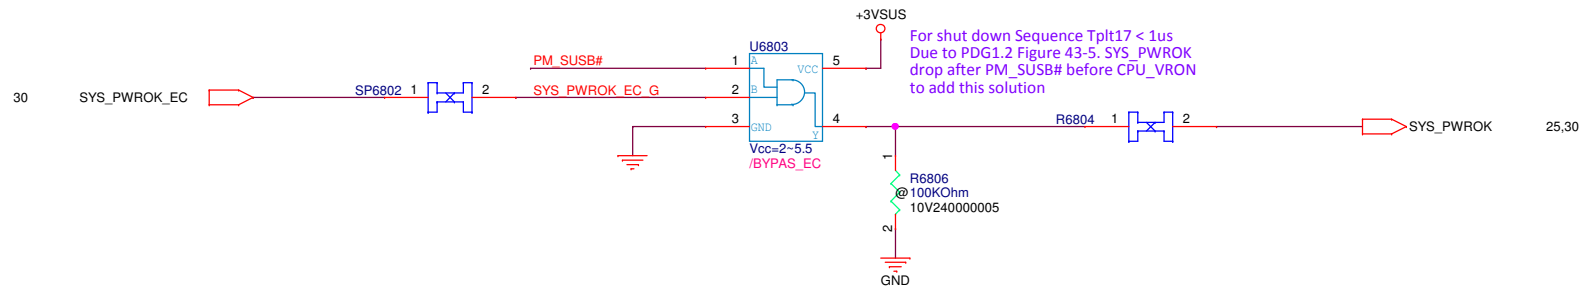 +3VSUS
For shut down Sequence Tplt17 < 1us
Due to PDG1.2 Figure 43-5. SYS_PWROK
drop after PM_SUSB# before CPU_VRON
to add this solution
U6803
PM_SUSB#
1
A
VCC
5
30
SYS_PWROK_EC
SP6802
1
2
SYS_PWROK_EC_G
2
B
3
GND
Y
4
R6804
1
2
SYS_PWROK
25,30
Vcc=2~5.5
/BYPAS_EC
1
R6806
@
100KOhm
10V240000005
2
GND